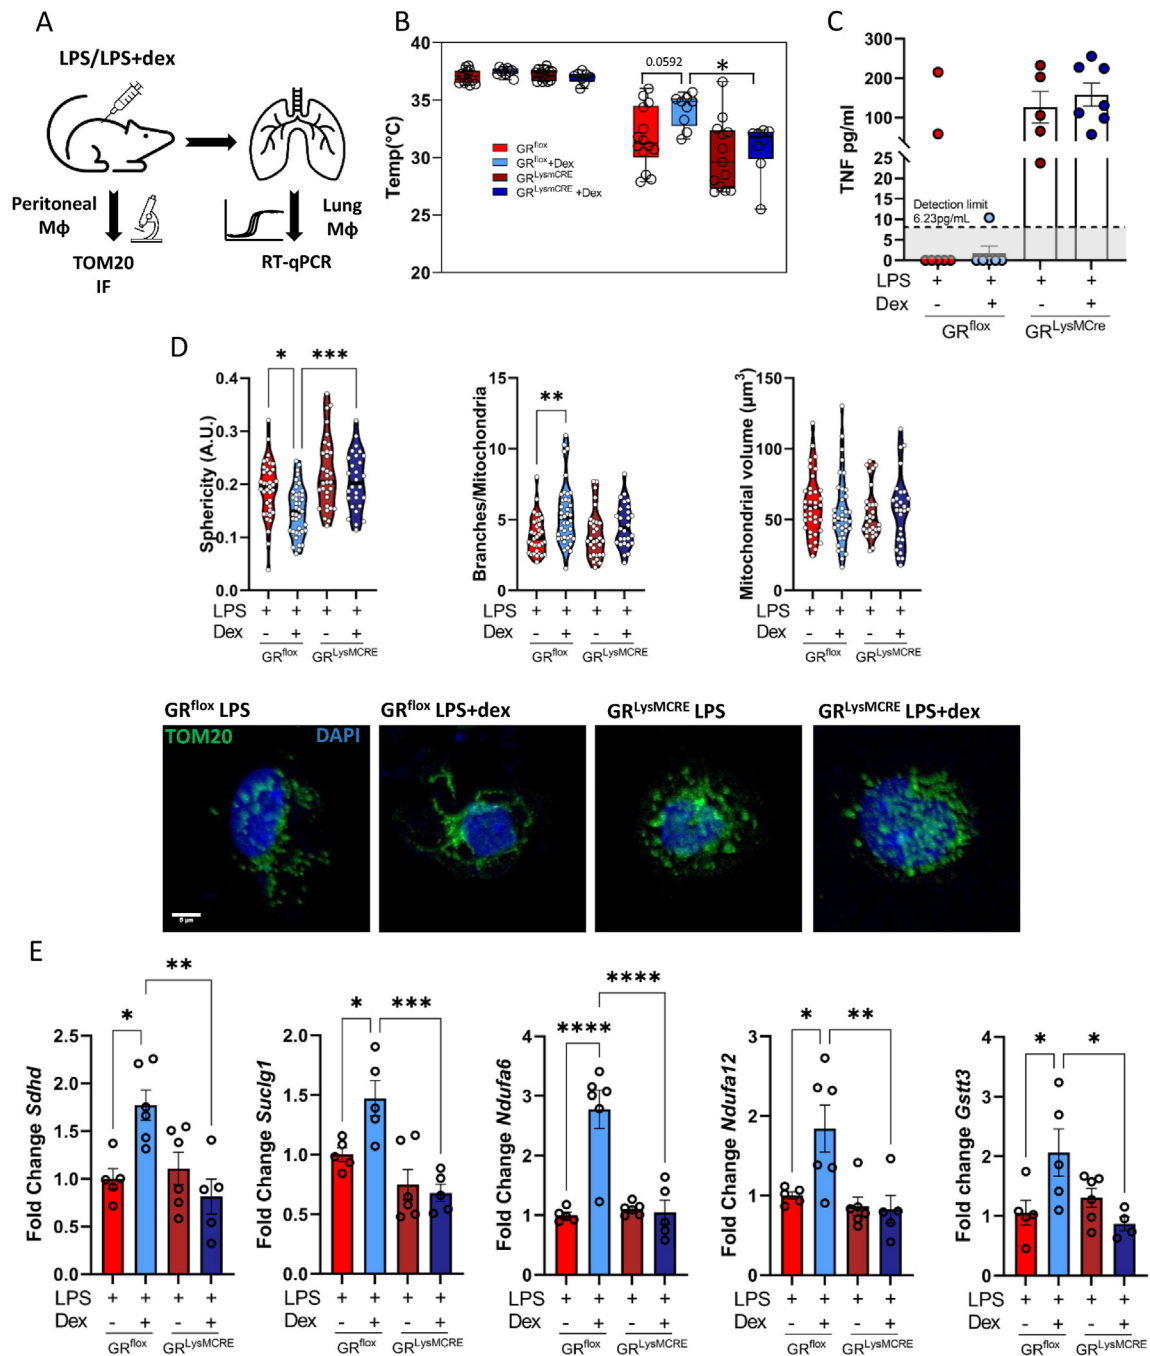 A
LPS/LPS+dex
Peritoneal
Mϕ
Lung
Mϕ
TOM20
IF
RT-qPCR
B
Temp(°C)
40
35
30
25
20
0.0592
*
GRflox
GRflox+Dex
GRLysmCRE
GRLysmCRE +Dex
C
TNF pg/ml
300
200
100
25
20
15
10
5
0
Detection limit
6.23pg/mL
LPS + + + +
Dex - + - +
GRflox GRLysMCre
D
Sphericity (A.U.)
0.4
0.3
0.2
0.1
0.0
* ***
LPS + + + +
Dex - + - +
GRflox GRLysMCRE
Branches/Mitochondria
15
10
5
0
**
LPS + + + +
Dex - + - +
GRflox GRLysMCRE
Mitochondrial volume (µm3)
150
100
50
0
LPS + + + +
Dex - + - +
GRflox GRLysMCRE
GRflox LPS
GRflox LPS+dex
GRLysMCRE LPS
GRLysMCRE LPS+dex
TOM20 DAPI
5 µm
E
Fold Change Sdhd
2.5
2.0
1.5
1.0
0.5
0.0
* **
LPS + + + +
Dex - + - +
GRflox GRLysMCRE
Fold Change Suclg1
2.0
1.5
1.0
0.5
0.0
* ***
LPS + + + +
Dex - + - +
GRflox GRLysMCRE
Fold Change Ndufa6
4
3
2
1
0
**** ****
LPS + + + +
Dex - + - +
GRflox GRLysMCRE
Fold Change Ndufa12
3
2
1
0
* **
LPS + + + +
Dex - + - +
GRflox GRLysMCRE
Fold change Gstt3
4
3
2
1
0
* *
LPS + + + +
Dex - + - +
GRflox GRLysMCRE